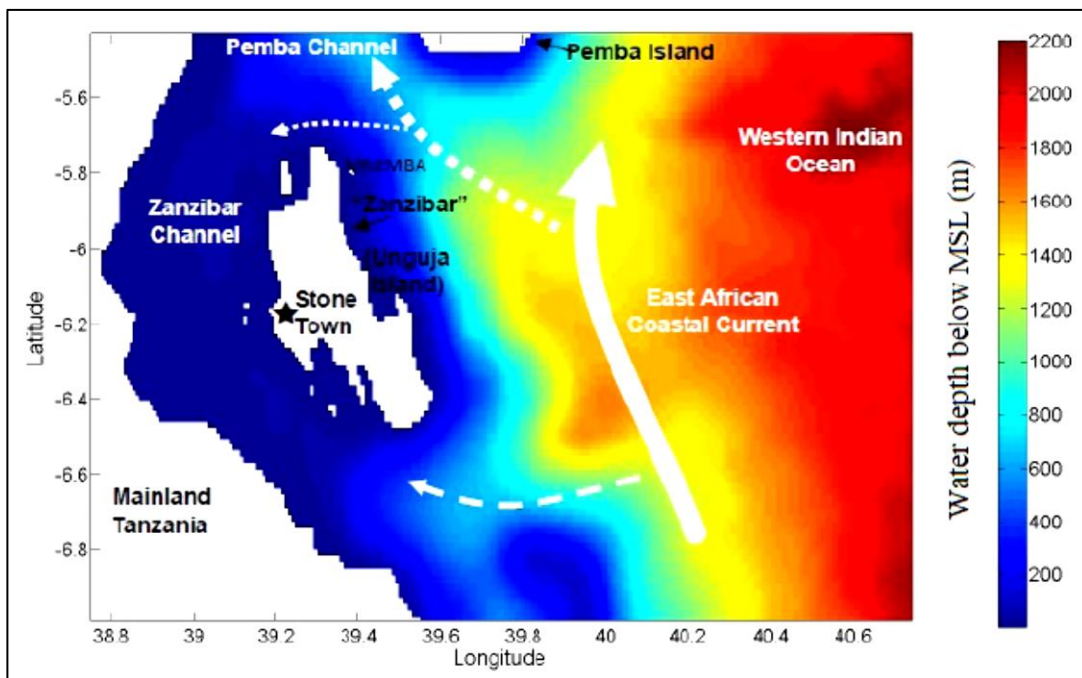 Pemba Channel
Pemba Island
Western Indian
Ocean
Zanzibar
Channel
"Zanzibar"
(Unguja
Island)
Stone
Town
East African
Coastal Current
Mainland
Tanzania
Latitude
-5.6
-5.8
-6
-6.2
-6.4
-6.6
-6.8
38.8
39
39.2
39.4
39.6
39.8
40
40.2
40.4
40.6
Longitude
2200
2000
1800
1600
1400
1200
1000
800
600
400
200
Water depth below MSL (m)